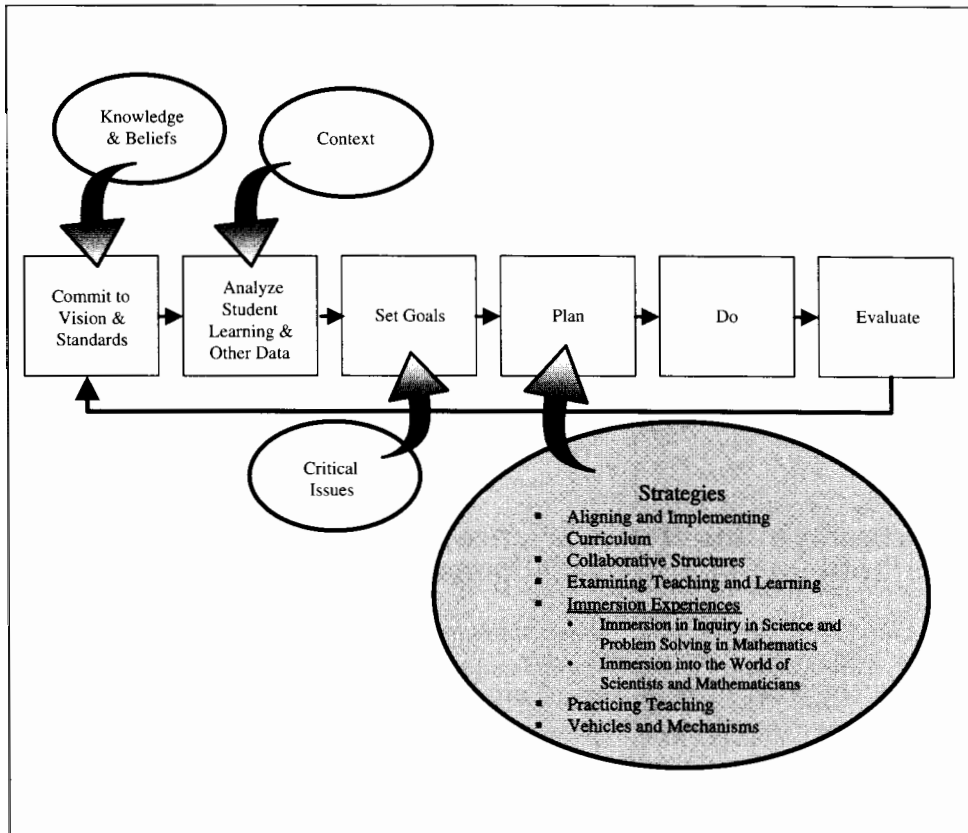 Knowledge
& Beliefs
Context
Commit to
Vision &
Standards
Analyze
Student
Learning &
Other Data
Set Goals
Plan
Do
Evaluate
Critical
Issues
Strategies
▪ Aligning and Implementing
Curriculum
▪ Collaborative Structures
▪ Examining Teaching and Learning
▪ Immersion Experiences
• Immersion in Inquiry in Science and
Problem Solving in Mathematics
• Immersion into the World of
Scientists and Mathematicians
▪ Practicing Teaching
▪ Vehicles and Mechanisms